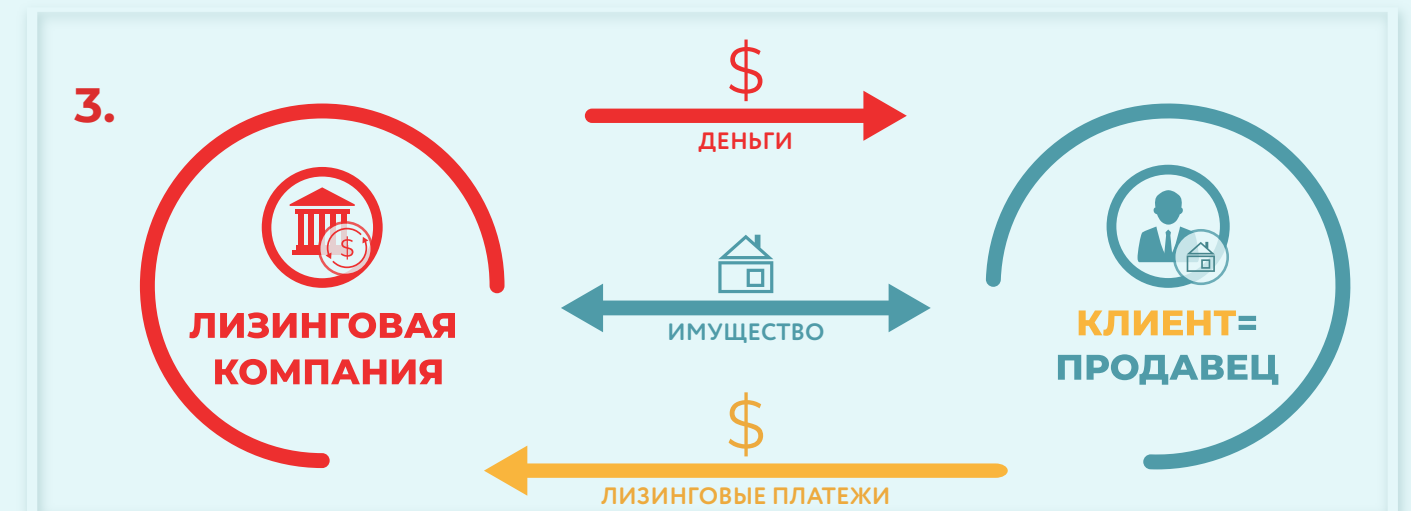 3.
$
ДЕНЬГИ
$
ЛИЗИНГОВАЯ
КОМПАНИЯ
ИМУЩЕСТВО
КЛИЕНТ=
ПРОДАВЕЦ
$
ЛИЗИНГОВЫЕ ПЛАТЕЖИ